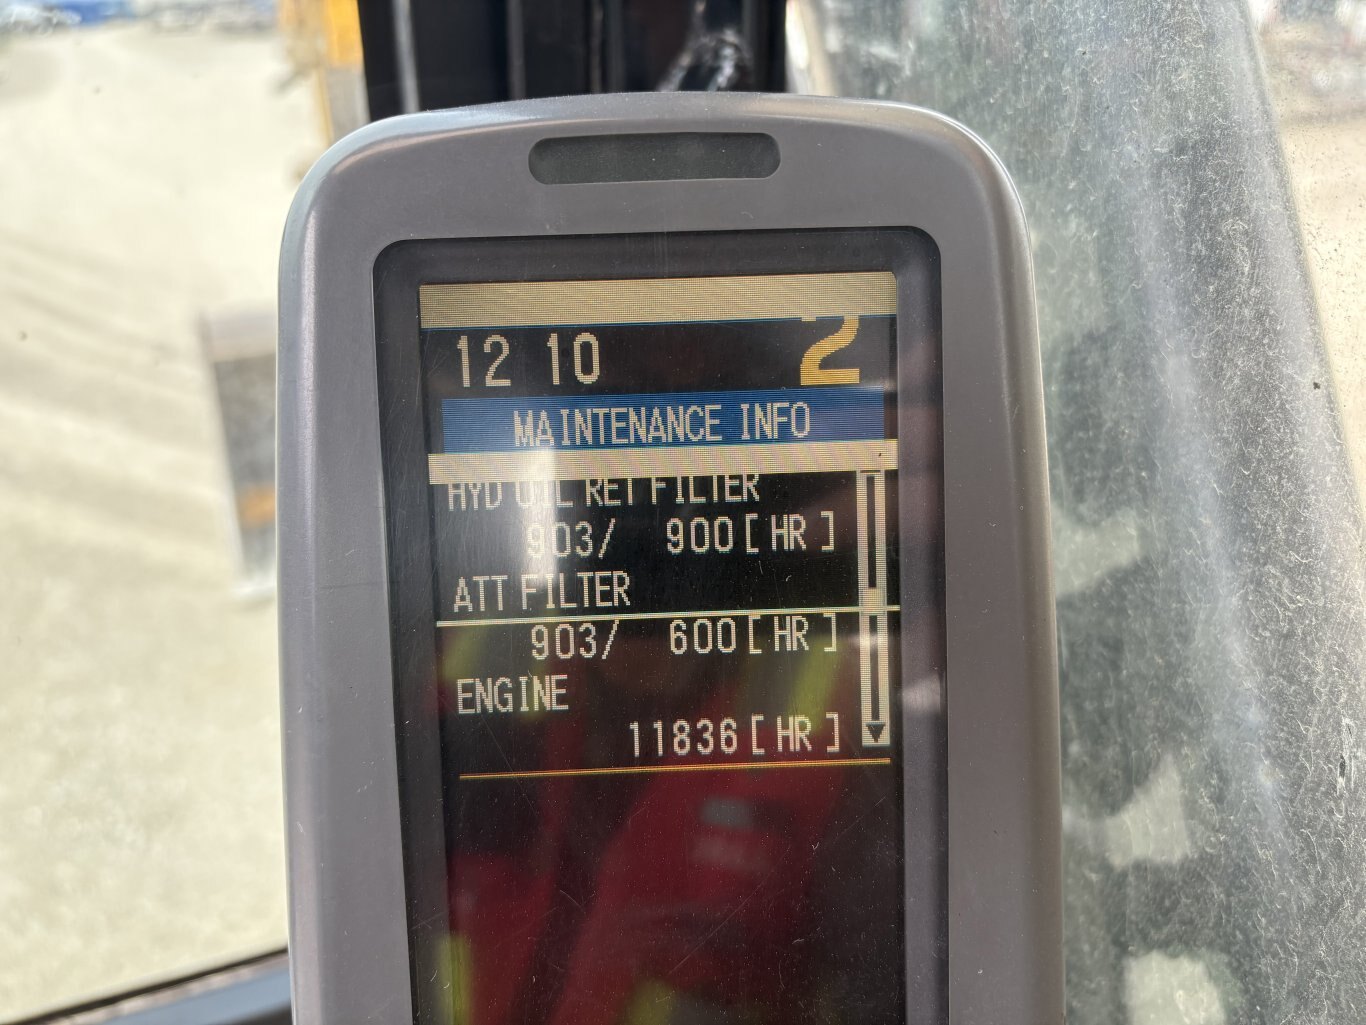 12 10
2
MAINTENANCE INFO
HYD OIL RET FILTER
903/ 900[HR]
ATT FILTER
903/ 600[HR]
ENGINE
11836[HR]